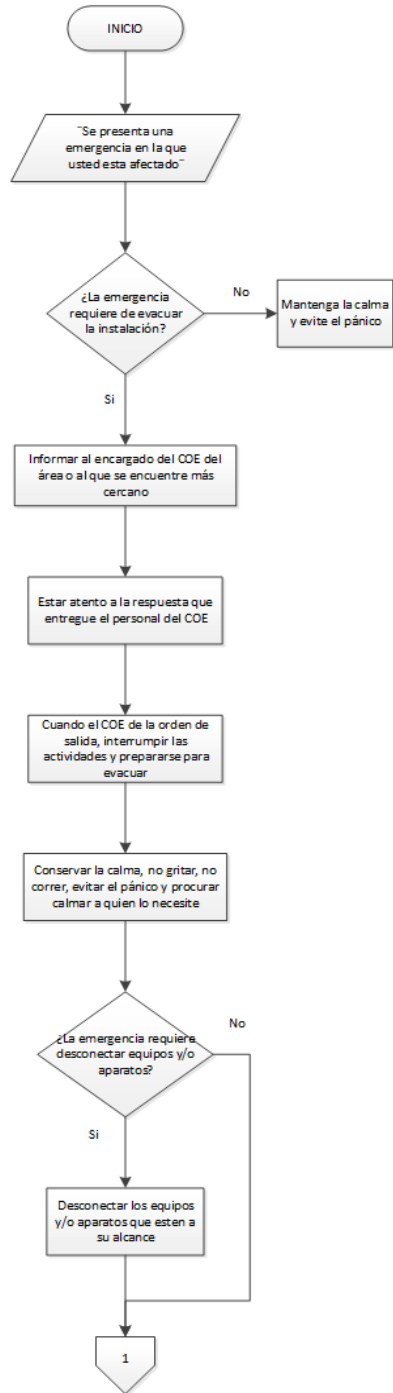 INICIO
¨Se presenta una
emergencia en la que
usted esta afectado¨
¿La emergencia
requiere de evacuar
la instalación?
No
Mantenga la calma
y evite el pánico
Si
Informar al encargado del COE del
área o al que se encuentre más
cercano
Estar atento a la respuesta que
entregue el personal del COE
Cuando el COE de la orden de
salida, interrumpir las
actividades y prepararse para
evacuar
Conservar la calma, no gritar, no
correr, evitar el pánico y procurar
calmar a quien lo necesite
¿La emergencia requiere
desconectar equipos y/o
aparatos?
No
Si
Desconectar los equipos
y/o aparatos que esten a
su alcance
1